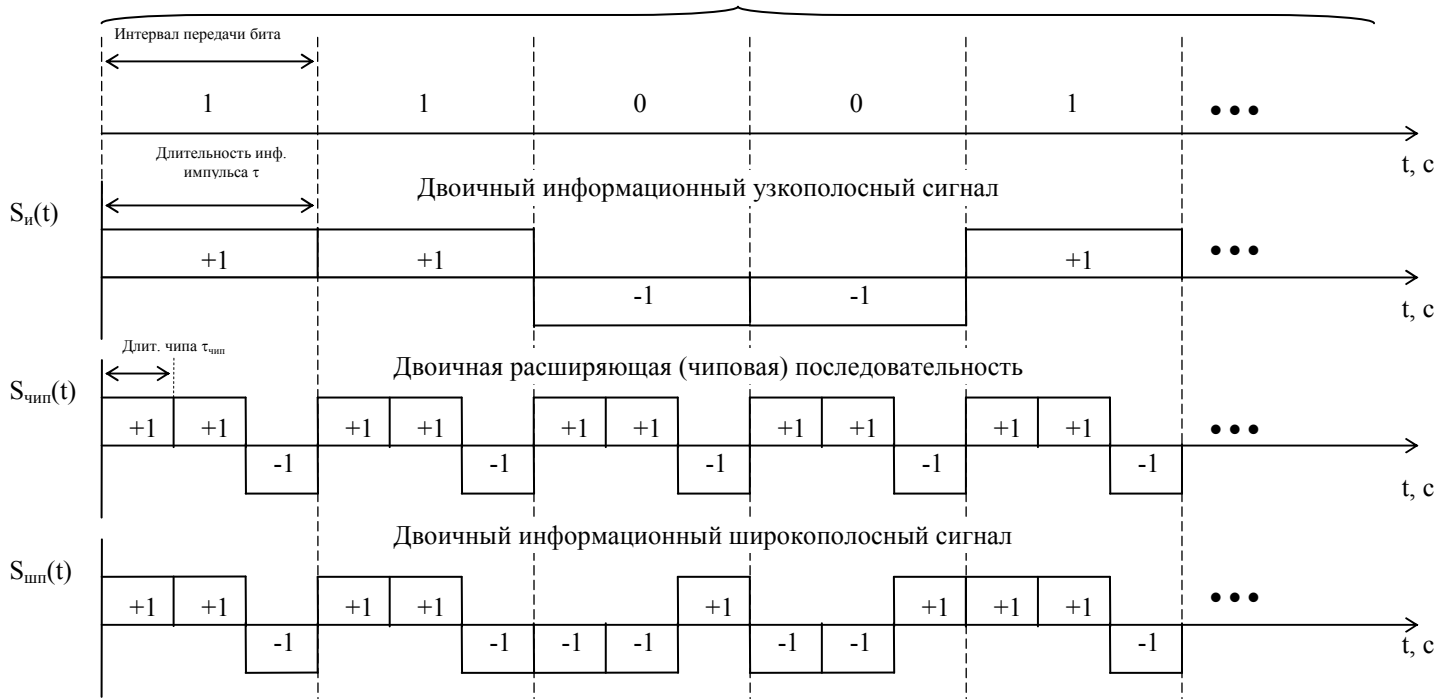 Интервал передачи бита
1 1 0 0 1 •••
t, с
Длительность инф.
импульса τ
Двоичный информационный узкополосный сигнал
Sи(t)
+1 +1 -1 -1 +1 •••
t, с
Длит. чипа τчип
Двоичная расширяющая (чиповая) последовательность
Sчип(t)
+1 +1 +1 +1 +1 +1 +1 +1 +1 +1 •••
-1 -1 -1 -1 -1
t, с
Двоичный информационный широкополосный сигнал
Sшп(t)
+1 +1 +1 +1 +1 +1 +1 +1 •••
-1 -1 -1 -1 -1 -1 -1
t, с